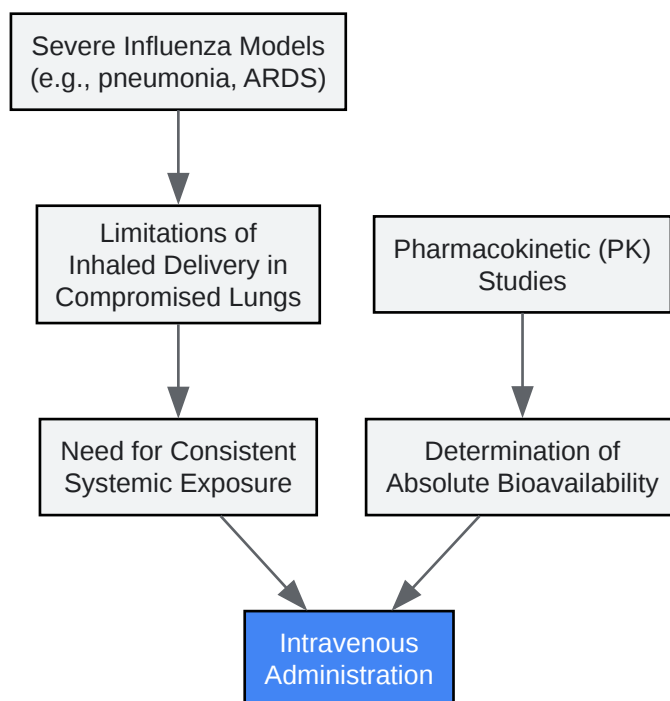 Severe Influenza Models
(e.g., pneumonia, ARDS)
Limitations of
Inhaled Delivery in
Compromised Lungs
Pharmacokinetic (PK)
Studies
Need for Consistent
Systemic Exposure
Determination of
Absolute Bioavailability
Intravenous
Administration